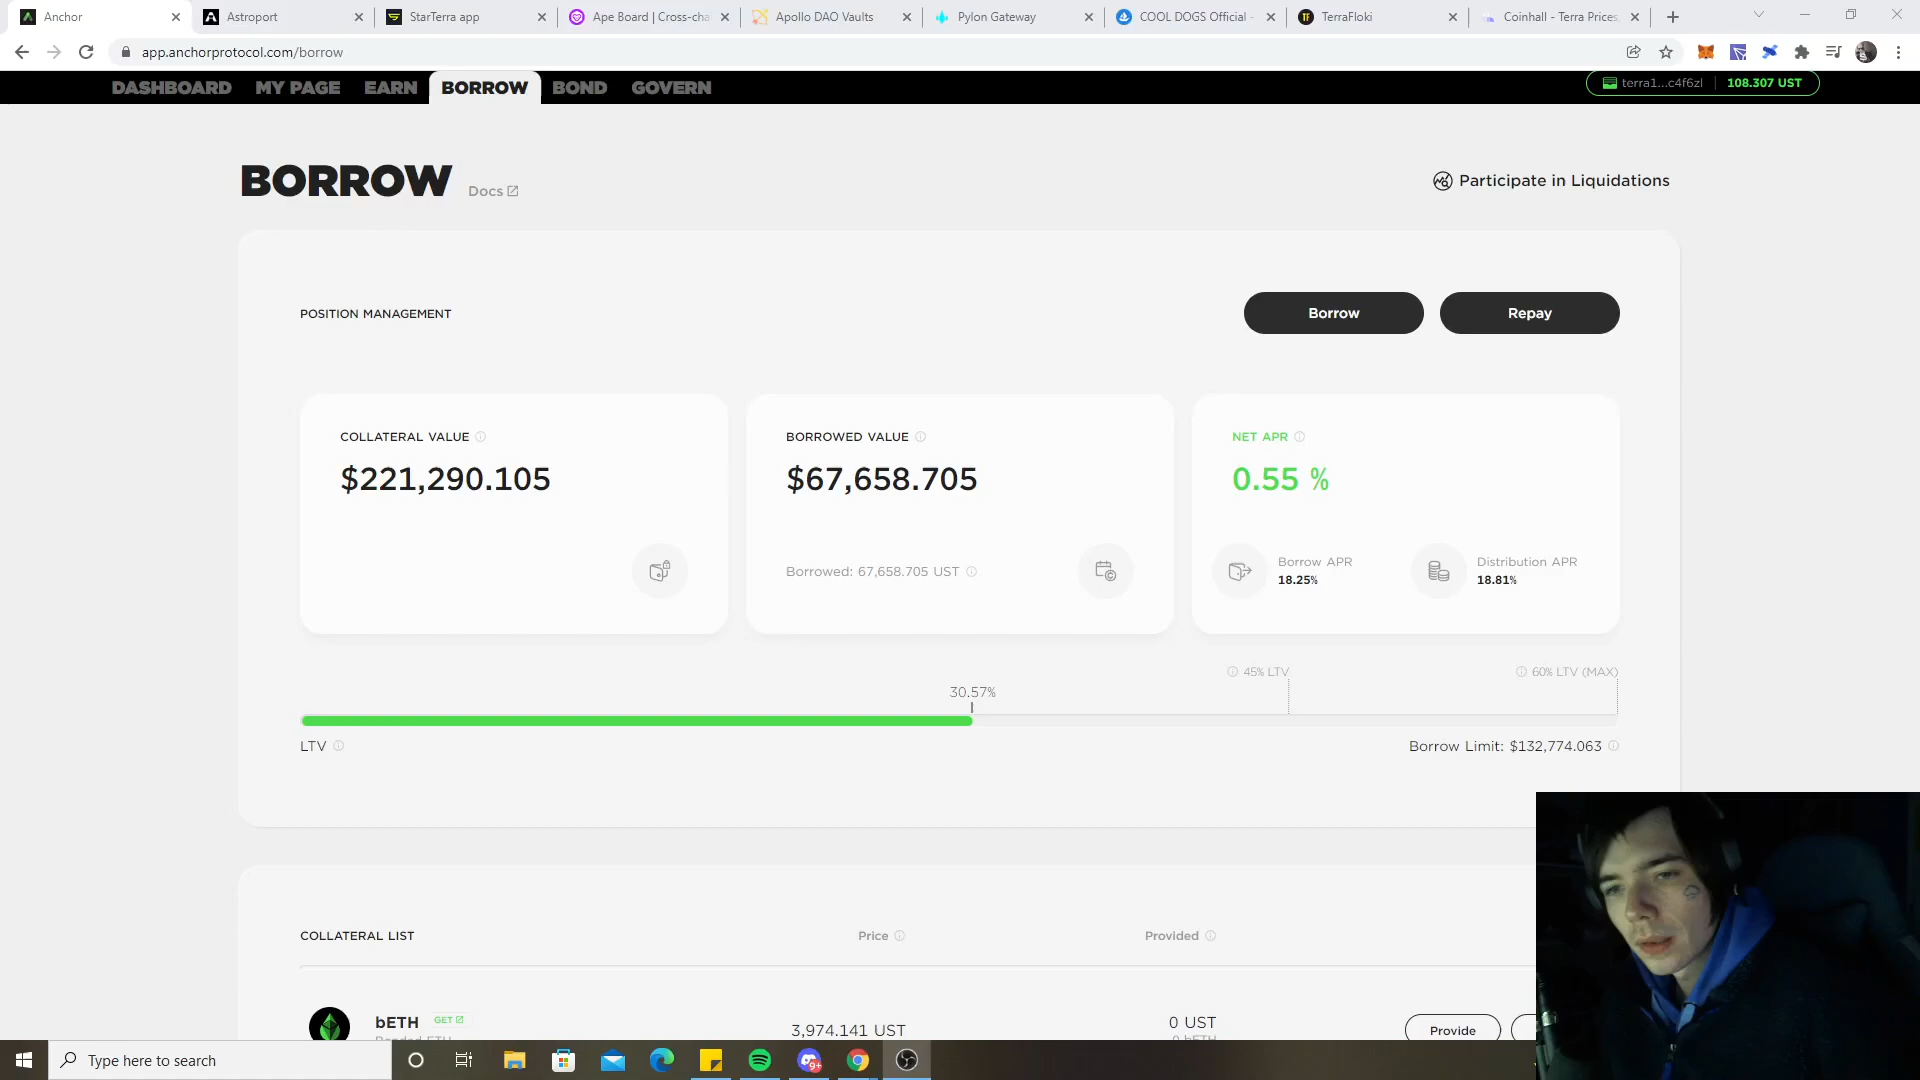 Anchor
Astroport
StarTerra app
Ape Board | Cross-cha
Apollo DAO Vaults
Pylon Gateway
COOL DOGS Official -
TerraFloki
Coinhall - Terra Prices,
app.anchorprotocol.com/borrow
DASHBOARD MY PAGE EARN BORROW BOND GOVERN
terra1...c4f6zl 108.307 UST
BORROW Docs
Participate in Liquidations
POSITION MANAGEMENT
Borrow Repay
COLLATERAL VALUE
$221,290.105
BORROWED VALUE
$67,658.705
Borrowed: 67,658.705 UST
NET APR
0.55 %
Borrow APR
18.25%
Distribution APR
18.81%
45% LTV
60% LTV (MAX)
30.57%
LTV
Borrow Limit: $132,774.063
COLLATERAL LIST Price Provided
bETH GET
Bonded ETH
3,974.141 UST
0 UST
0 bETH
Provide
Type here to search
9+